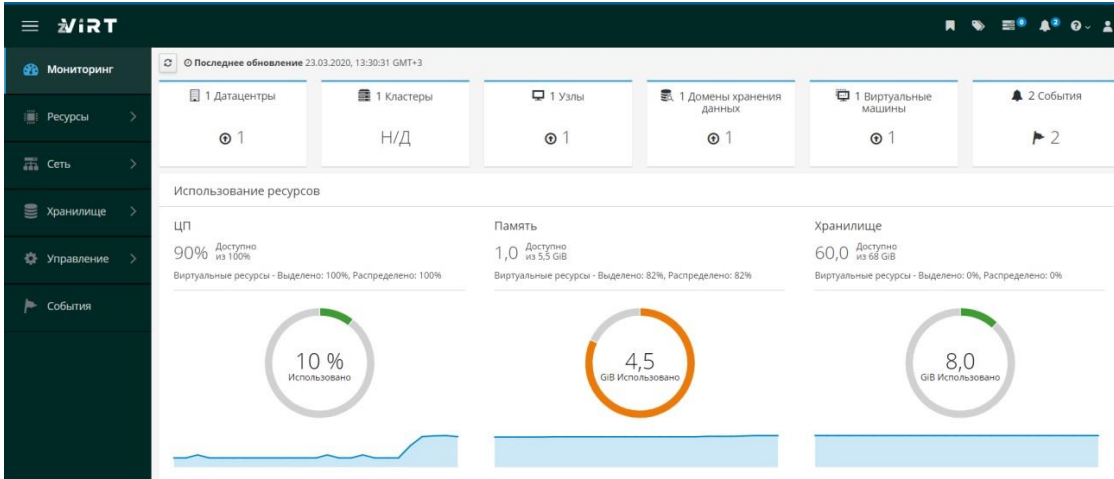 zVIRT
0
2
Мониторинг
Ресурсы
Сеть
Хранилище
Управление
События
Последнее обновление 23.03.2020, 13:30:31 GMT+3
1 Датацентры
1
1 Кластеры
Н/Д
1 Узлы
1
1 Домены хранения
данных
1
1 Виртуальные
машины
1
2 События
2
Использование ресурсов
ЦП
90% Доступно
из 100%
Виртуальные ресурсы - Выделено: 100%, Распределено: 100%
10 %
Использовано
Память
1,0 Доступно
из 5,5 GiB
Виртуальные ресурсы - Выделено: 82%, Распределено: 82%
4,5
GiB Использовано
Хранилище
60,0 Доступно
из 68 GiB
Виртуальные ресурсы - Выделено: 0%, Распределено: 0%
8,0
GiB Использовано